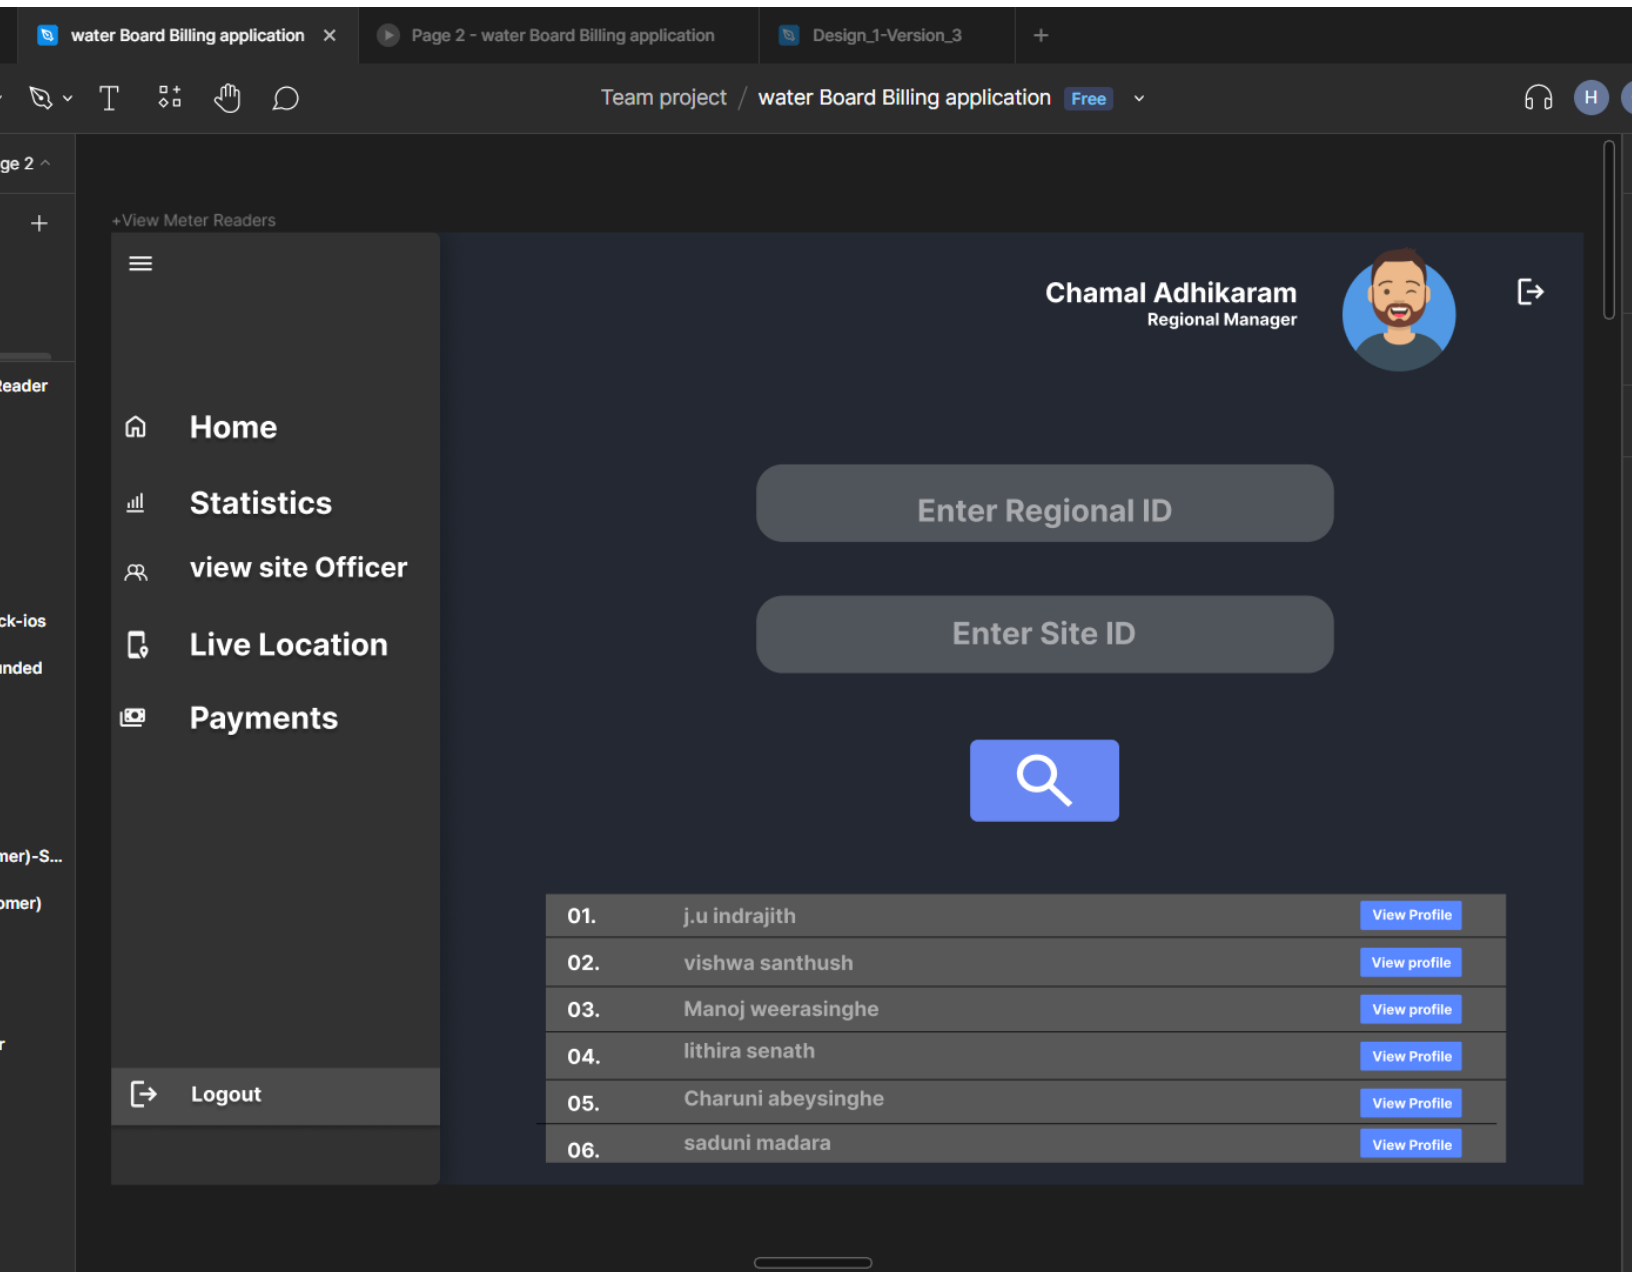 water Board Billing application
Page 2 - water Board Billing application
Design_1-Version_3
Team project / water Board Billing application Free
H
ge 2
+View Meter Readers
Chamal Adhikaram
Regional Manager
eader
Home
Statistics
view site Officer
Live Location
Payments
Logout
ck-ios
nded
mer)-S...
omer)
r
Enter Regional ID
Enter Site ID
01. j.u indrajith View Profile
02. vishwa santhush View profile
03. Manoj weerasinghe View profile
04. lithira senath View Profile
05. Charuni abeysinghe View Profile
06. saduni madara View Profile